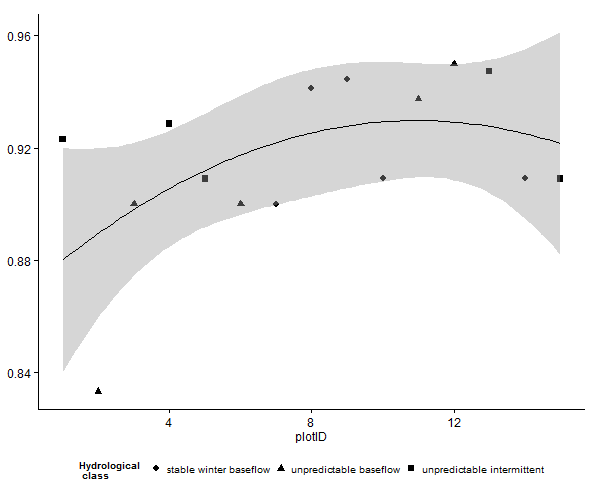 0.96
0.92
0.88
0.84
4 8 12
plotID
Hydrological class stable winter baseflow unpredictable baseflow unpredictable intermittent